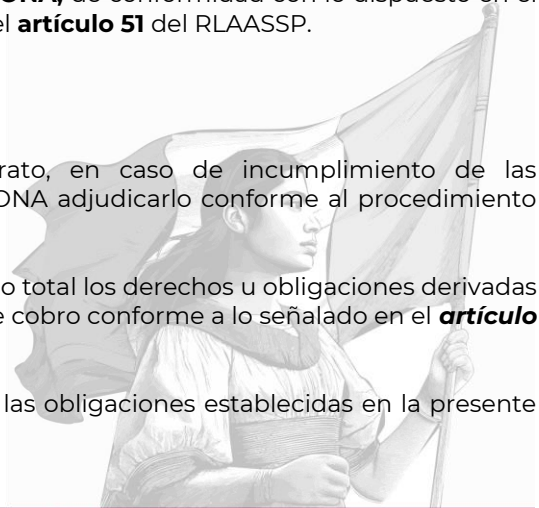 ONA, de conformidad con lo dispuesto en el
el artículo 51 del RLAASSP.
rato, en caso de incumplimiento de las
ONA adjudicarlo conforme al procedimiento
o total los derechos u obligaciones derivadas
e cobro conforme a lo señalado en el artículo
las obligaciones establecidas en la presente